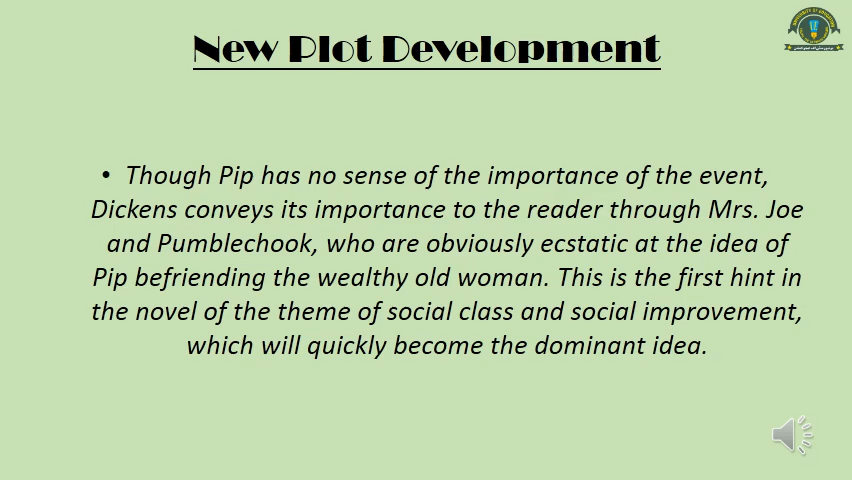 New Plot Development
• Though Pip has no sense of the importance of the event,
Dickens conveys its importance to the reader through Mrs. Joe
and Pumblechook, who are obviously ecstatic at the idea of
Pip befriending the wealthy old woman. This is the first hint in
the novel of the theme of social class and social improvement,
which will quickly become the dominant idea.